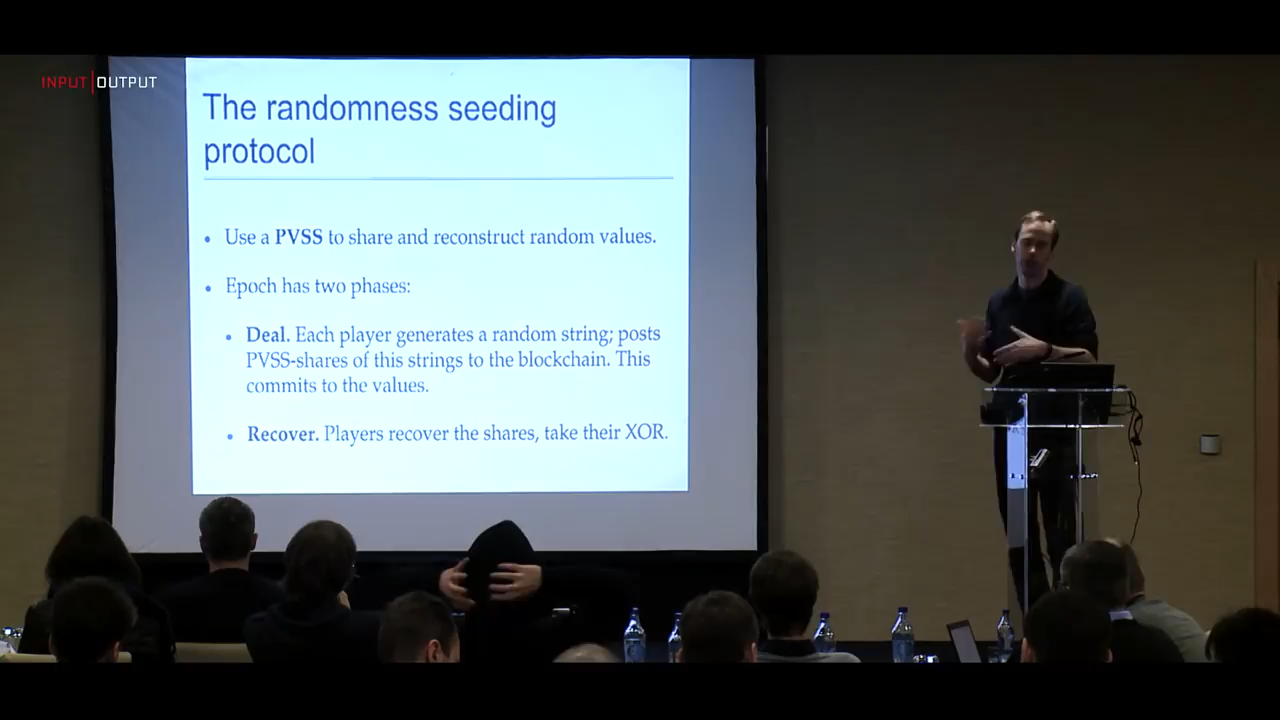 INPUT|OUTPUT
The randomness seeding
protocol
• Use a PVSS to share and reconstruct random values.
• Epoch has two phases:
• Deal. Each player generates a random string; posts
PVSS-shares of this strings to the blockchain. This
commits to the values.
• Recover. Players recover the shares, take their XOR.